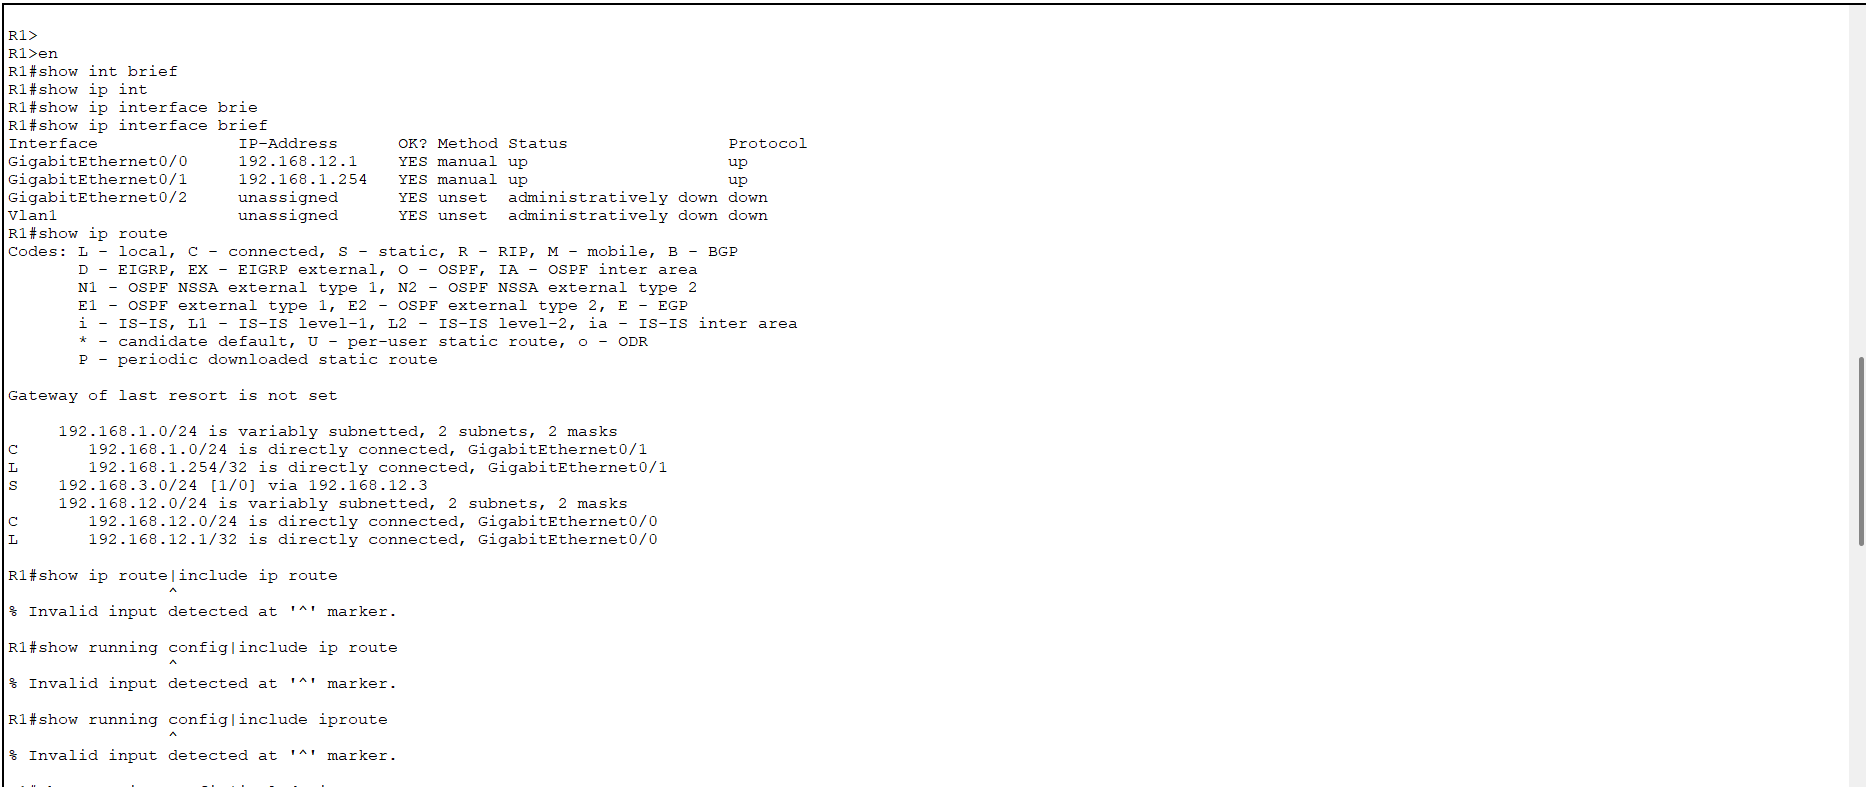 R1>
R1>en
R1#show int brief
R1#show ip int
R1#show ip interface brie
R1#show ip interface brief
Interface              IP-Address      OK? Method Status                Protocol
GigabitEthernet0/0     192.168.12.1    YES manual up                    up
GigabitEthernet0/1     192.168.1.254   YES manual up                    up
GigabitEthernet0/2     unassigned      YES unset  administratively down down
Vlan1                  unassigned      YES unset  administratively down down
R1#show ip route
Codes: L - local, C - connected, S - static, R - RIP, M - mobile, B - BGP
       D - EIGRP, EX - EIGRP external, O - OSPF, IA - OSPF inter area
       N1 - OSPF NSSA external type 1, N2 - OSPF NSSA external type 2
       E1 - OSPF external type 1, E2 - OSPF external type 2, E - EGP
       i - IS-IS, L1 - IS-IS level-1, L2 - IS-IS level-2, ia - IS-IS inter area
       * - candidate default, U - per-user static route, o - ODR
       P - periodic downloaded static route
Gateway of last resort is not set
     192.168.1.0/24 is variably subnetted, 2 subnets, 2 masks
C       192.168.1.0/24 is directly connected, GigabitEthernet0/1
L       192.168.1.254/32 is directly connected, GigabitEthernet0/1
S    192.168.3.0/24 [1/0] via 192.168.12.3
     192.168.12.0/24 is variably subnetted, 2 subnets, 2 masks
C       192.168.12.0/24 is directly connected, GigabitEthernet0/0
L       192.168.12.1/32 is directly connected, GigabitEthernet0/0
R1#show ip route|include ip route
                ^
% Invalid input detected at '^' marker.
R1#show running config|include ip route
                ^
% Invalid input detected at '^' marker.
R1#show running config|include iproute
                ^
% Invalid input detected at '^' marker.